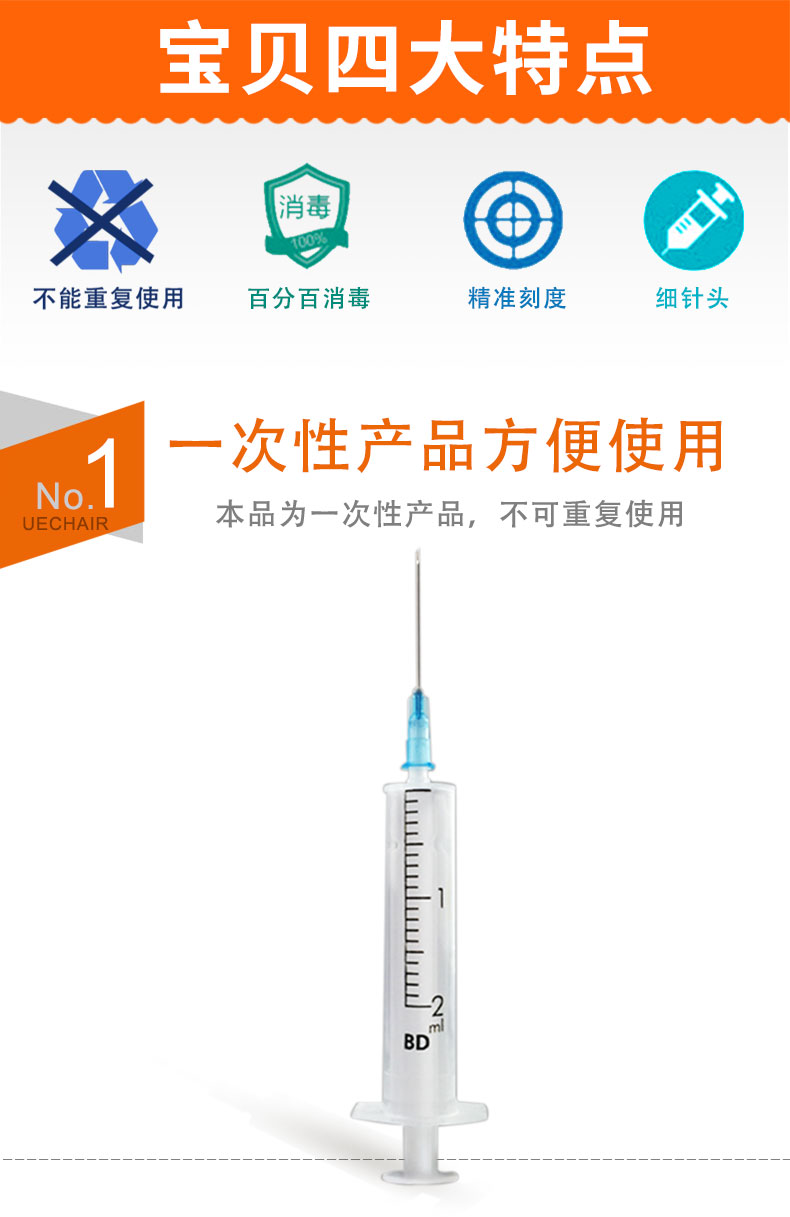 宝贝四大特点
消毒
100%
不能重复使用 百分百消毒 精准刻度 细针头
No.1
UECHAIR
一次性产品方便使用
本品为一次性产品，不可重复使用
1
2
ml
BD